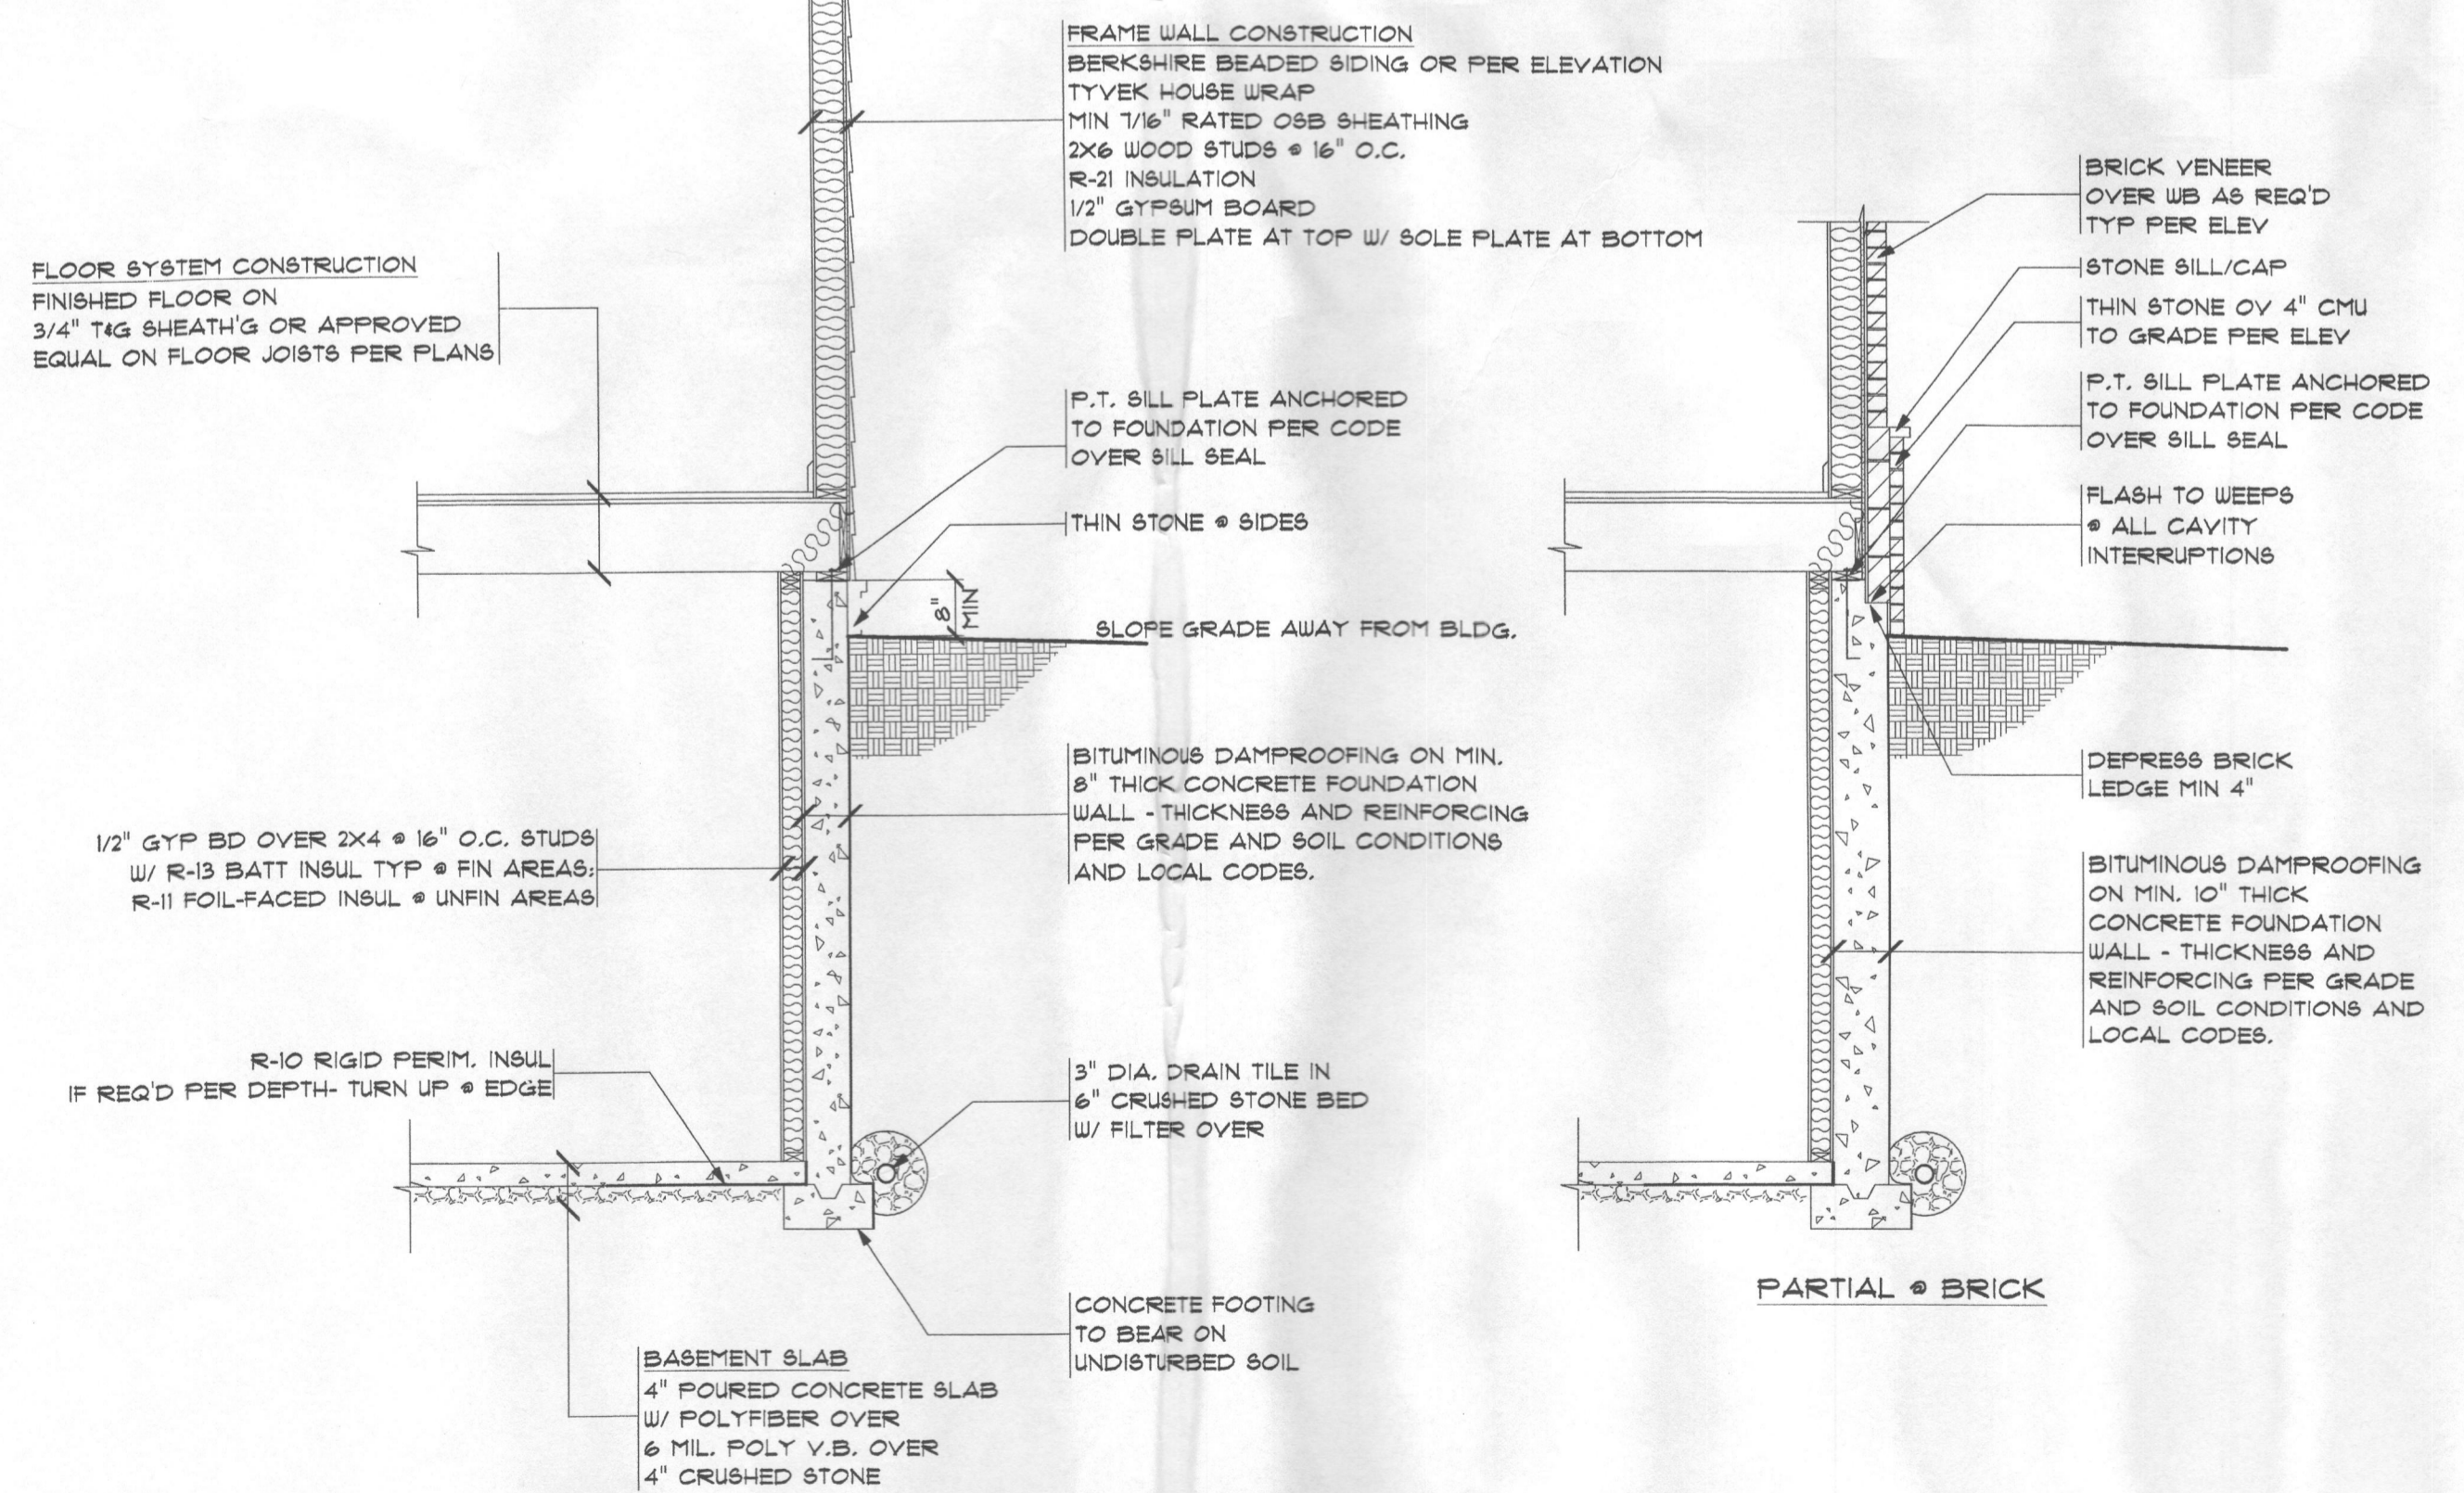 FRAME WALL CONSTRUCTION
BERKSHIRE BEADED SIDING OR PER ELEVATION
TYVEK HOUSE WRAP
MIN 7/16" RATED OSB SHEATHING
2X6 WOOD STUDS @ 16" O.C.
R-21 INSULATION
1/2" GYPSUM BOARD
DOUBLE PLATE AT TOP W/ SOLE PLATE AT BOTTOM
FLOOR SYSTEM CONSTRUCTION
FINISHED FLOOR ON
3/4" T&G SHEATH'G OR APPROVED
EQUAL ON FLOOR JOISTS PER PLANS
P.T. SILL PLATE ANCHORED
TO FOUNDATION PER CODE
OVER SILL SEAL
THIN STONE @ SIDES
8"
MIN
SLOPE GRADE AWAY FROM BLDG.
BITUMINOUS DAMPROOFING ON MIN.
8" THICK CONCRETE FOUNDATION
WALL - THICKNESS AND REINFORCING
PER GRADE AND SOIL CONDITIONS
AND LOCAL CODES.
1/2" GYP BD OVER 2X4 @ 16" O.C. STUDS
W/ R-13 BATT INSUL TYP @ FIN AREAS;
R-11 FOIL-FACED INSUL @ UNFIN AREAS
R-10 RIGID PERIM. INSUL
IF REQ'D PER DEPTH- TURN UP @ EDGE
3" DIA. DRAIN TILE IN
6" CRUSHED STONE BED
W/ FILTER OVER
CONCRETE FOOTING
TO BEAR ON
UNDISTURBED SOIL
BASEMENT SLAB
4" POURED CONCRETE SLAB
W/ POLYFIBER OVER
6 MIL. POLY V.B. OVER
4" CRUSHED STONE
BRICK VENEER
OVER WB AS REQ'D
TYP PER ELEV
STONE SILL/CAP
THIN STONE OV 4" CMU
TO GRADE PER ELEV
P.T. SILL PLATE ANCHORED
TO FOUNDATION PER CODE
OVER SILL SEAL
FLASH TO WEEPS
@ ALL CAVITY
INTERRUPTIONS
DEPRESS BRICK
LEDGE MIN 4"
BITUMINOUS DAMPROOFING
ON MIN. 10" THICK
CONCRETE FOUNDATION
WALL - THICKNESS AND
REINFORCING PER GRADE
AND SOIL CONDITIONS AND
LOCAL CODES.
PARTIAL @ BRICK